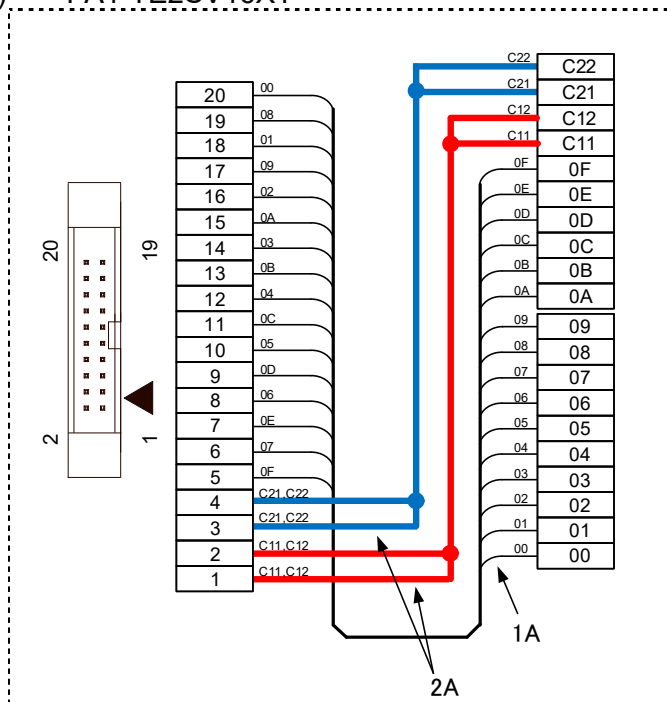 20 00
19 08
18 01
17 09
16 02
15 0A
14 03
13 0B
12 04
11 0C
10 05
9 0D
8 06
7 0E
6 07
5 0F
4 C21,C22
3 C21,C22
2 C11,C12
1 C11,C12
20 19
2 1
C22 C22
C21 C21
C12 C12
C11 C11
0F 0F
0E 0E
0D 0D
0C 0C
0B 0B
0A 0A
09 09
08 08
07 07
06 06
05 05
04 04
03 03
02 02
01 01
00 00
1A
2A